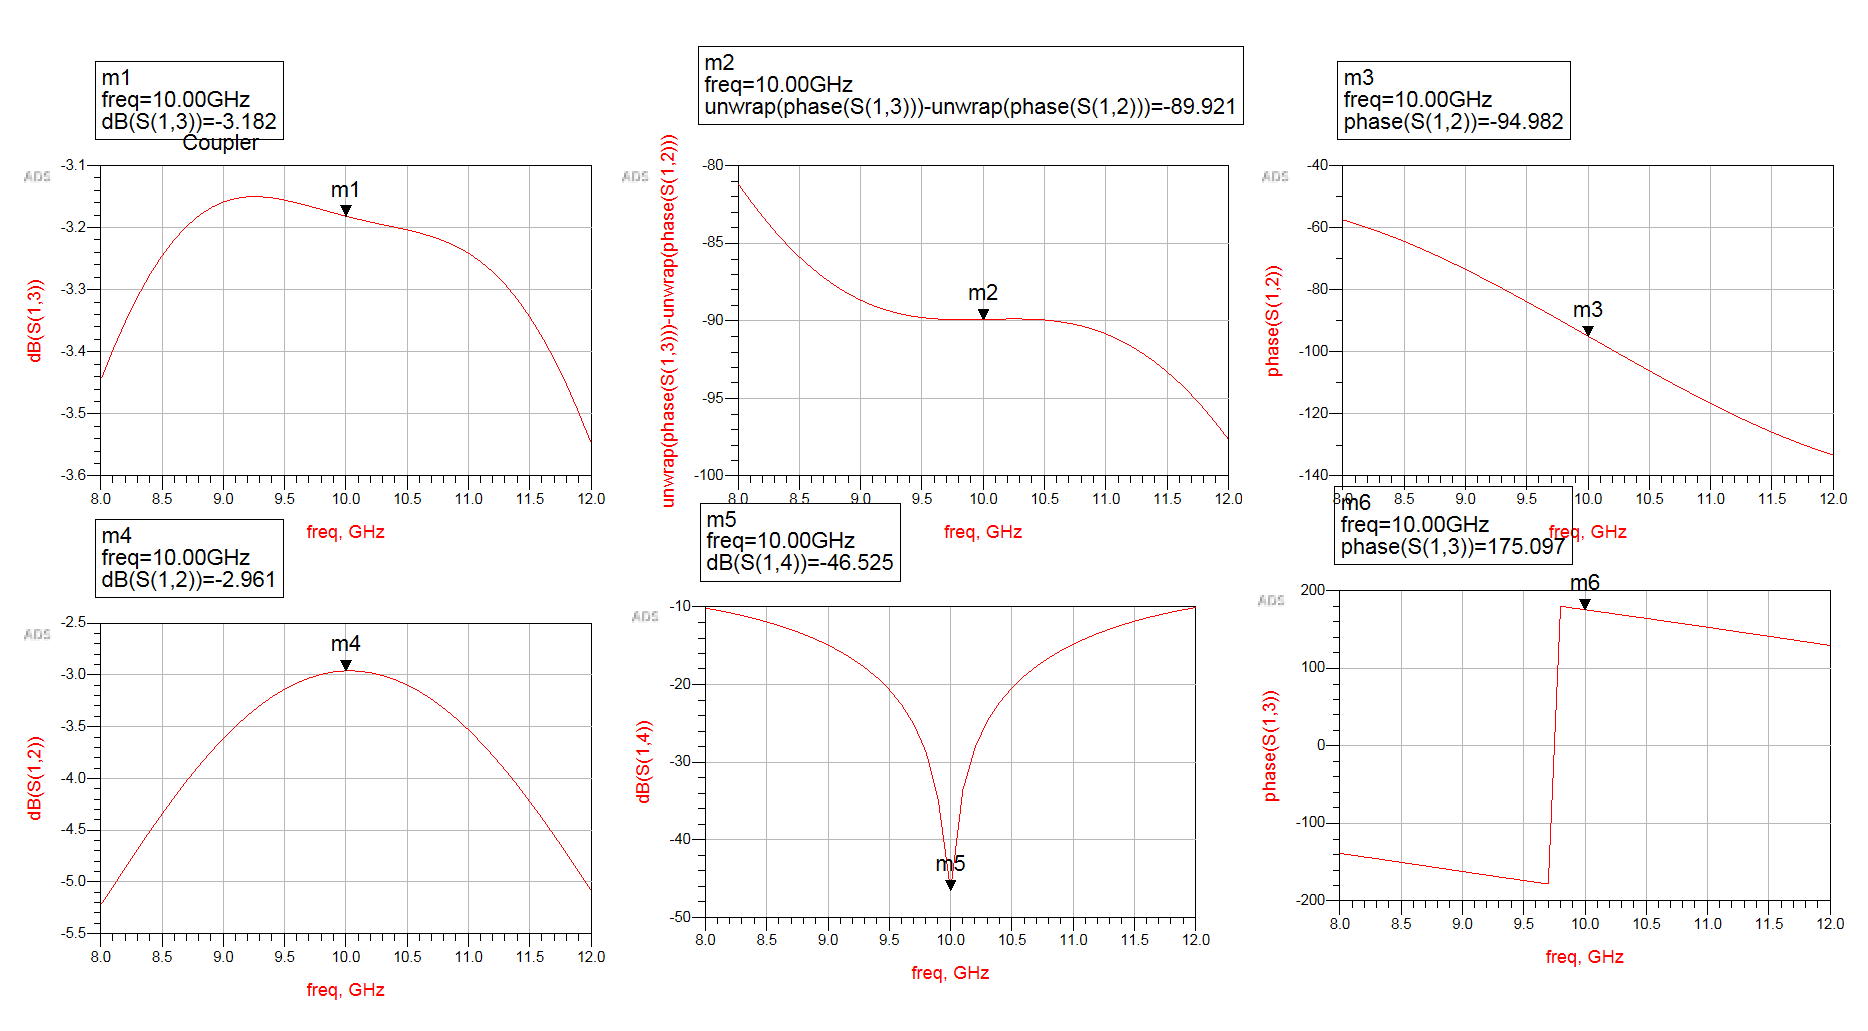 m1
freq=10.00GHz
dB(S(1,3))=-3.182
Coupler
ADS
m1
-3.1
-3.2
-3.3
-3.4
-3.5
-3.6
dB(S(1,3))
8.0 8.5 9.0 9.5 10.0 10.5 11.0 11.5 12.0
freq, GHz
m2
freq=10.00GHz
unwrap(phase(S(1,3)))-unwrap(phase(S(1,2)))=-89.921
ADS
m2
-80
-85
-90
-95
-100
unwrap(phase(S(1,3)))-unwrap(phase(S(1,2)))
8.0 8.5 9.0 9.5 10.0 10.5 11.0 11.5 12.0
freq, GHz
m3
freq=10.00GHz
phase(S(1,2))=-94.982
ADS
m3
-40
-60
-80
-100
-120
-140
phase(S(1,2))
8.0 8.5 9.0 9.5 10.0 10.5 11.0 11.5 12.0
freq, GHz
m4
freq=10.00GHz
dB(S(1,2))=-2.961
ADS
m4
-2.5
-3.0
-3.5
-4.0
-4.5
-5.0
-5.5
dB(S(1,2))
8.0 8.5 9.0 9.5 10.0 10.5 11.0 11.5 12.0
freq, GHz
m5
freq=10.00GHz
dB(S(1,4))=-46.525
ADS
m5
-10
-20
-30
-40
-50
dB(S(1,4))
8.0 8.5 9.0 9.5 10.0 10.5 11.0 11.5 12.0
freq, GHz
m6
freq=10.00GHz
phase(S(1,3))=175.097
ADS
m6
200
100
0
-100
-200
phase(S(1,3))
8.0 8.5 9.0 9.5 10.0 10.5 11.0 11.5 12.0
freq, GHz